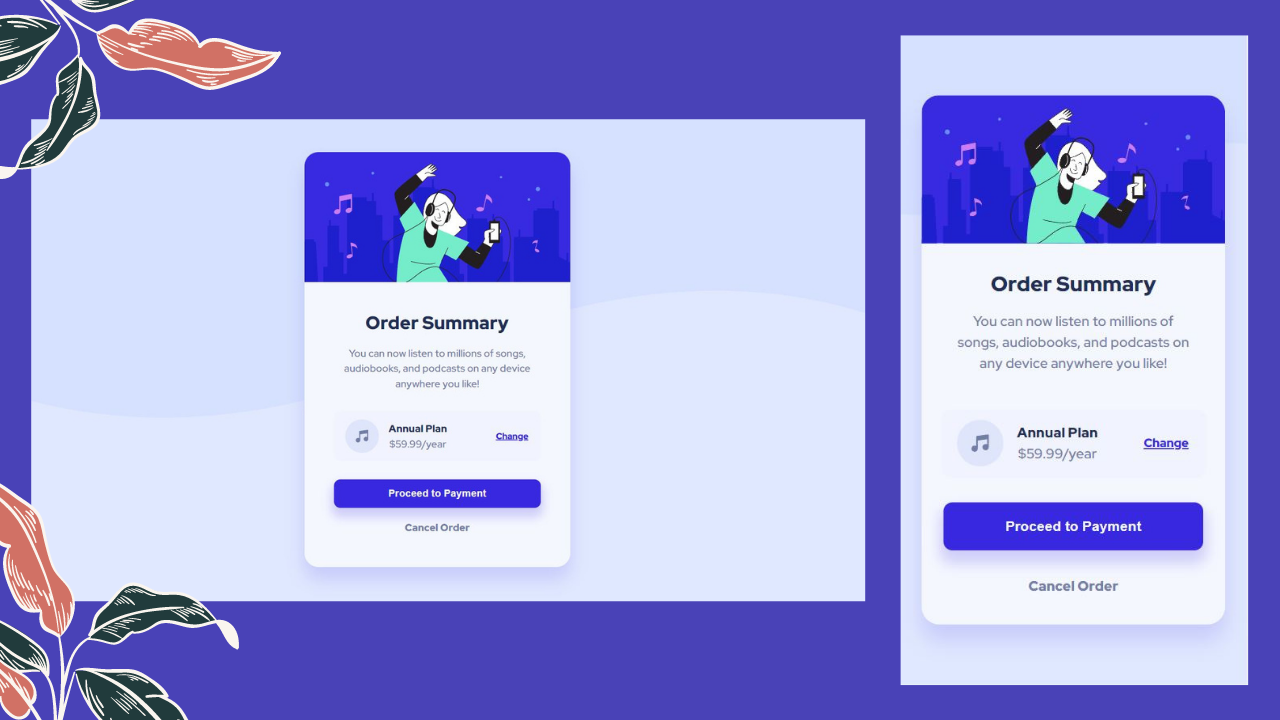 Order Summary
You can now listen to millions of songs,
audiobooks, and podcasts on any device
anywhere you like!
Annual Plan
$59.99/year
Change
Proceed to Payment
Cancel Order
Order Summary
You can now listen to millions of
songs, audiobooks, and podcasts on
any device anywhere you like!
Annual Plan
$59.99/year
Change
Proceed to Payment
Cancel Order